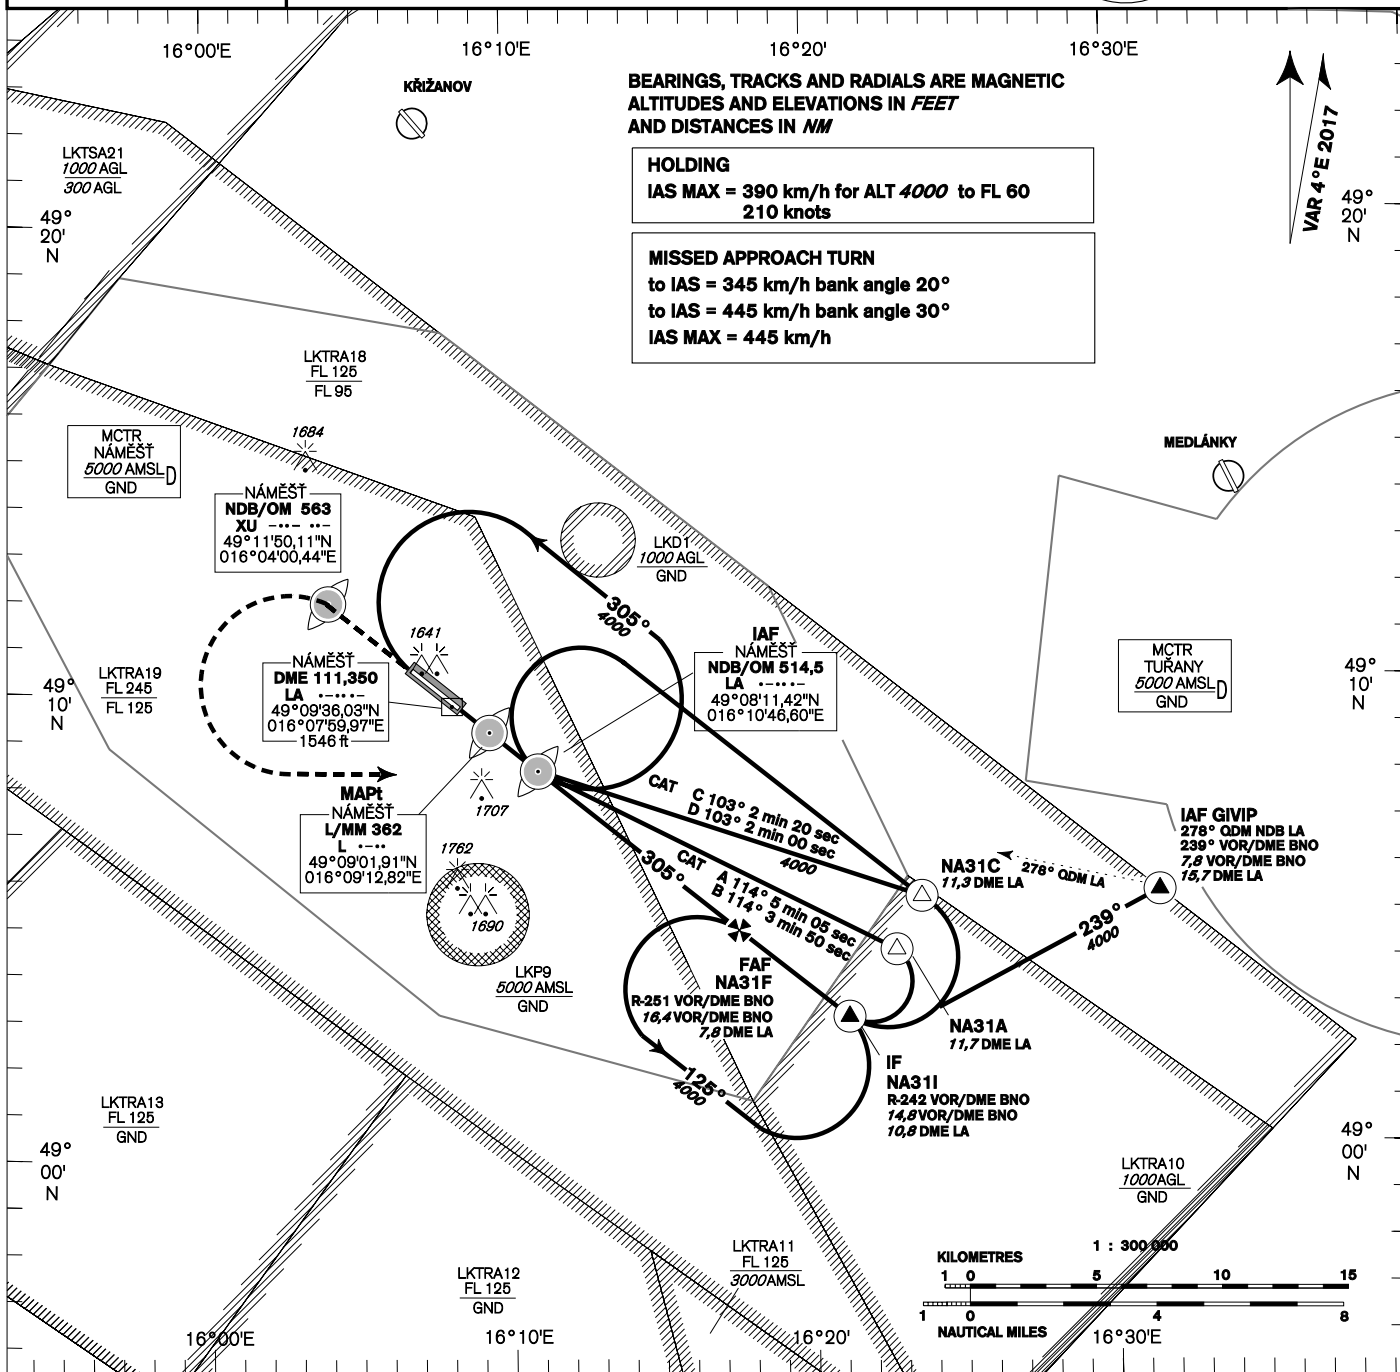 16°00'E
16°10'E
16°20'
16°30'E
KŘIŽANOV
BEARINGS, TRACKS AND RADIALS ARE MAGNETIC
ALTITUDES AND ELEVATIONS IN FEET
AND DISTANCES IN NM
HOLDING
IAS MAX = 390 km/h for ALT 4000 to FL 60
210 knots
MISSED APPROACH TURN
to IAS = 345 km/h bank angle 20°
to IAS = 445 km/h bank angle 30°
IAS MAX = 445 km/h
VAR 4°E 2017
LKTSA21
1000 AGL
300 AGL
49°
20'
N
49°
20'
N
LKTRA18
FL 125
FL 95
MCTR
NÁMĚŠŤ
5000 AMSL
GND
D
1684
NÁMĚŠŤ
NDB/OM 563
XU –··– ··–
49°11'50,11"N
016°04'00,44"E
LKD1
1000 AGL
GND
MEDLÁNKY
305°
4000
1641
IAF
NÁMĚŠŤ
NDB/OM 514,5
LA ·–···–
49°08'11,42"N
016°10'46,60"E
MCTR
TUŘANY
5000 AMSL
GND
D
LKTRA19
FL 245
FL 125
49°
10'
N
49°
10'
N
NÁMĚŠŤ
DME 111,350
LA ·–···–
49°09'36,03"N
016°07'59,97"E
1546 ft
MAPt
NÁMĚŠŤ
L/MM 362
L ·–··
49°09'01,91"N
016°09'12,82"E
1707
1762
1690
LKP9
5000 AMSL
GND
CAT C 103° 2 min 20 sec
D 103° 2 min 00 sec
4000
CAT A 114° 5 min 05 sec
B 114° 3 min 50 sec
305°
IAF GIVIP
278° QDM NDB LA
239° VOR/DME BNO
7,8 VOR/DME BNO
15,7 DME LA
NA31C
11,3 DME LA
278° QDM LA
239°
4000
FAF
NA31F
R-251 VOR/DME BNO
16,4 VOR/DME BNO
7,8 DME LA
NA31A
11,7 DME LA
IF
NA31I
R-242 VOR/DME BNO
14,8 VOR/DME BNO
10,8 DME LA
125°
4000
LKTRA13
FL 125
GND
49°
00'
N
49°
00'
N
LKTRA10
1000AGL
GND
LKTRA11
FL 125
3000AMSL
LKTRA12
FL 125
GND
1 : 300 000
KILOMETRES
1 0 5 10 15
1 0 4 8
NAUTICAL MILES
16°00'E
16°10'E
16°20'
16°30'E